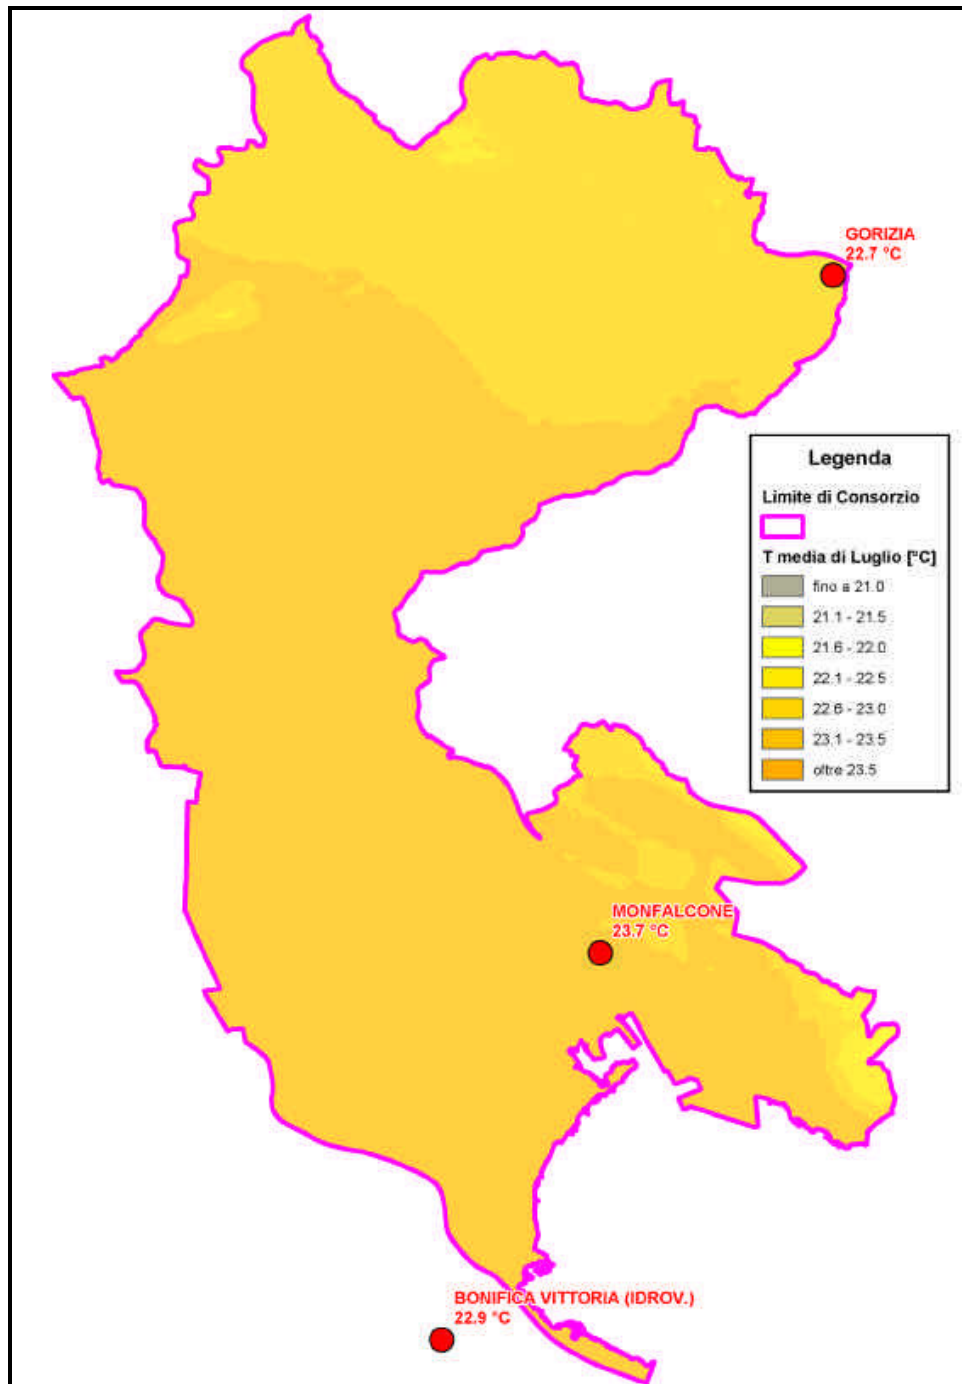 GORIZIA
22.7 °C
Legenda
Limite di Consorzio
T media di Luglio [°C]
fino a 21.0
21.1 - 21.5
21.6 - 22.0
22.1 - 22.5
22.6 - 23.0
23.1 - 23.5
oltre 23.5
MONFALCONE
23.7 °C
BONIFICA VITTORIA (IDROV.)
22.9 °C